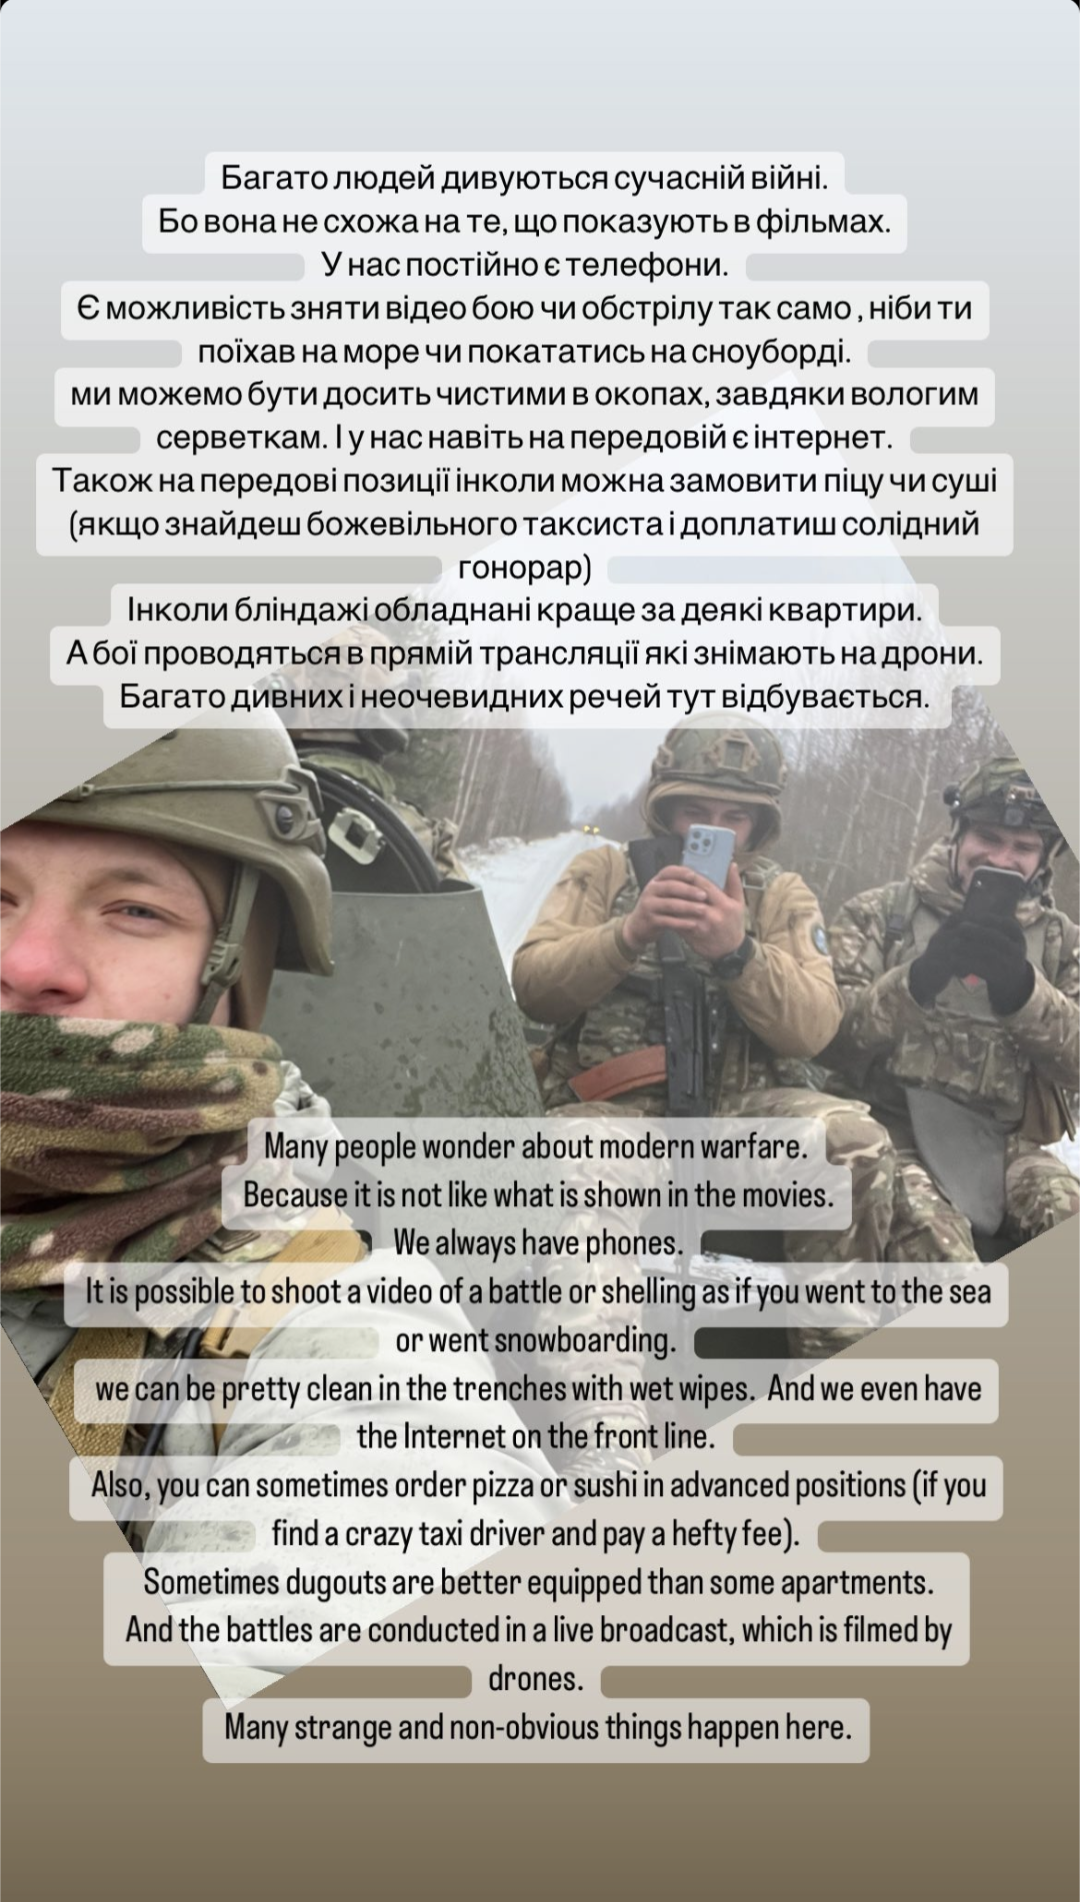 Багато людей дивуються сучасній війні.
Бо вона не схожа на те, що показують в фільмах.
У нас постійно є телефони.
Є можливість зняти відео бою чи обстрілу так само , ніби ти
поїхав на море чи покататись на сноуборді.
ми можемо бути досить чистими в окопах, завдяки вологим
серветкам. І у нас навіть на передовій є інтернет.
Також на передові позиції інколи можна замовити піцу чи суші
(якщо знайдеш божевільного таксиста і доплатиш солідний
гонорар)
Інколи бліндажі обладнані краще за деякі квартири.
А бої проводяться в прямій трансляції які знімають на дрони.
Багато дивних і неочевидних речей тут відбувається.
Many people wonder about modern warfare.
Because it is not like what is shown in the movies.
We always have phones.
It is possible to shoot a video of a battle or shelling as if you went to the sea
or went snowboarding.
we can be pretty clean in the trenches with wet wipes. And we even have
the Internet on the front line.
Also, you can sometimes order pizza or sushi in advanced positions (if you
find a crazy taxi driver and pay a hefty fee).
Sometimes dugouts are better equipped than some apartments.
And the battles are conducted in a live broadcast, which is filmed by
drones.
Many strange and non-obvious things happen here.